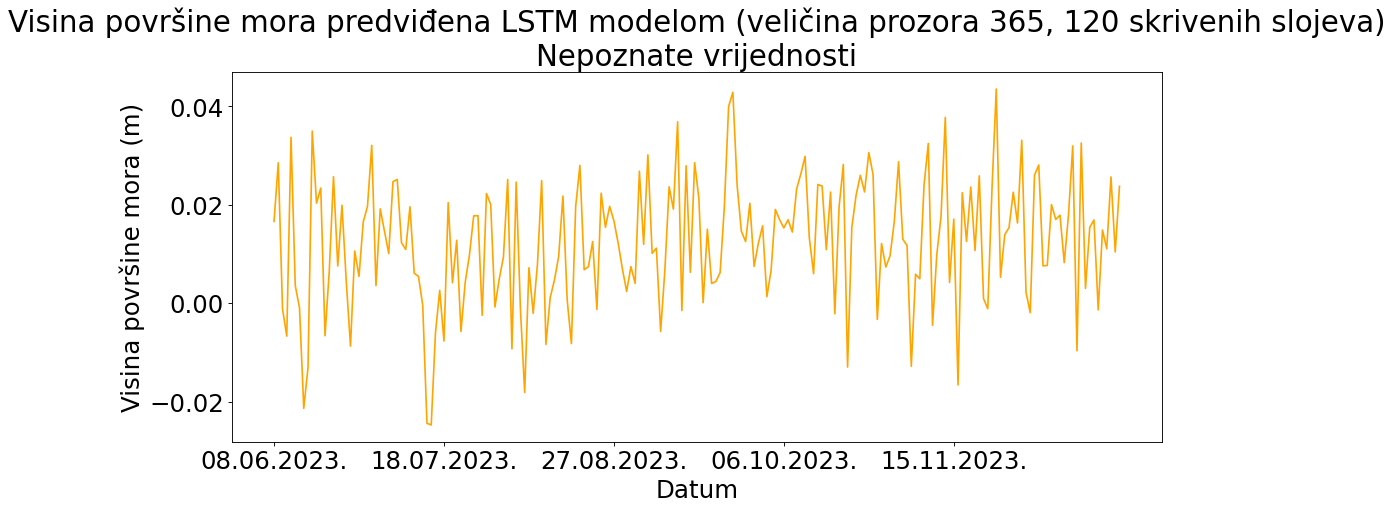 Visina površine mora predviđena LSTM modelom (veličina prozora 365, 120 skrivenih slojeva)
Nepoznate vrijednosti
Visina površine mora (m)
0.04
0.02
0.00
−0.02
08.06.2023. 18.07.2023. 27.08.2023. 06.10.2023. 15.11.2023.
Datum